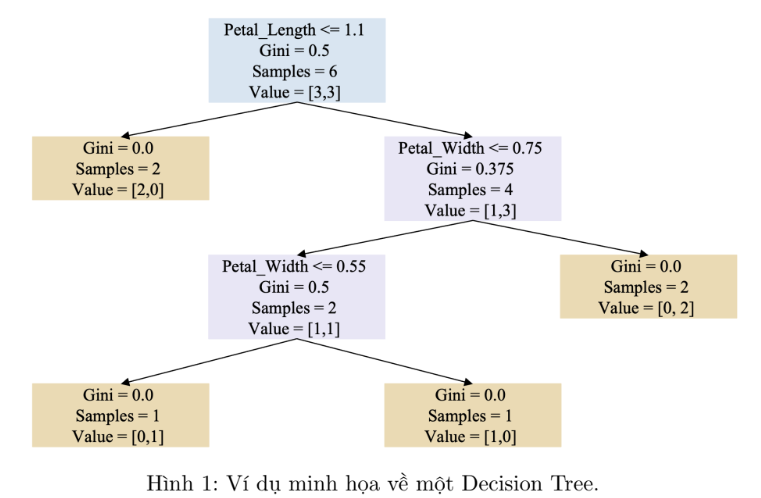 Petal_Length <= 1.1
Gini = 0.5
Samples = 6
Value = [3,3]
Gini = 0.0
Samples = 2
Value = [2,0]
Petal_Width <= 0.75
Gini = 0.375
Samples = 4
Value = [1,3]
Petal_Width <= 0.55
Gini = 0.5
Samples = 2
Value = [1,1]
Gini = 0.0
Samples = 2
Value = [0, 2]
Gini = 0.0
Samples = 1
Value = [0,1]
Gini = 0.0
Samples = 1
Value = [1,0]
Hình 1: Ví dụ minh họa về một Decision Tree.